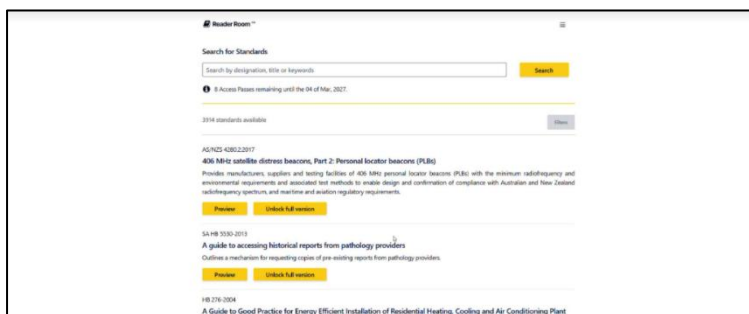 Reader Room™
Search for Standards
Search by designation, title or keywords
Search
8 Access Passes remaining until the 04 of Mar, 2027.
2014 standards available
Filters
AS/NZS 4280.2:2017
406 MHz satellite distress beacons, Part 2: Personal locator beacons (PLBs)
Provides manufacturers, suppliers and testing facilities of 406 MHz personal locator beacons (PLBs) with the minimum radiofrequency and
environmental requirements and associated test methods to enable design and confirmation of compliance with Australian and New Zealand
radiofrequency spectrum, and maritime and aviation regulatory requirements.
Preview
Unlock full version
SA HB 5530-2013
A guide to accessing historical reports from pathology providers
Outlines a mechanism for requesting copies of pre-existing reports from pathology providers.
Preview
Unlock full version
HB 276-2004
A Guide to Good Practice for Energy Efficient Installation of Residential Heating, Cooling and Air Conditioning Plant